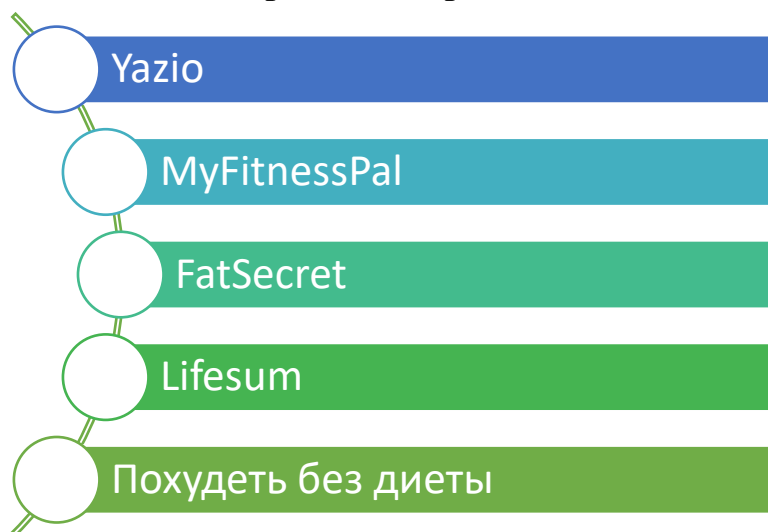 Yazio
MyFitnessPal
FatSecret
Lifesum
Похудеть без диеты